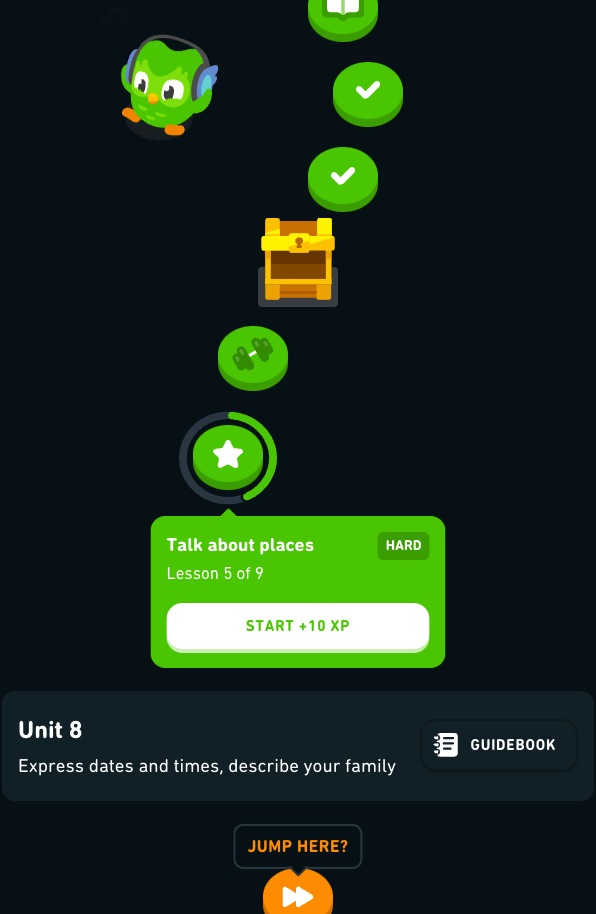 Talk about places
HARD
Lesson 5 of 9
START +10 XP
Unit 8
Express dates and times, describe your family
GUIDEBOOK
JUMP HERE?